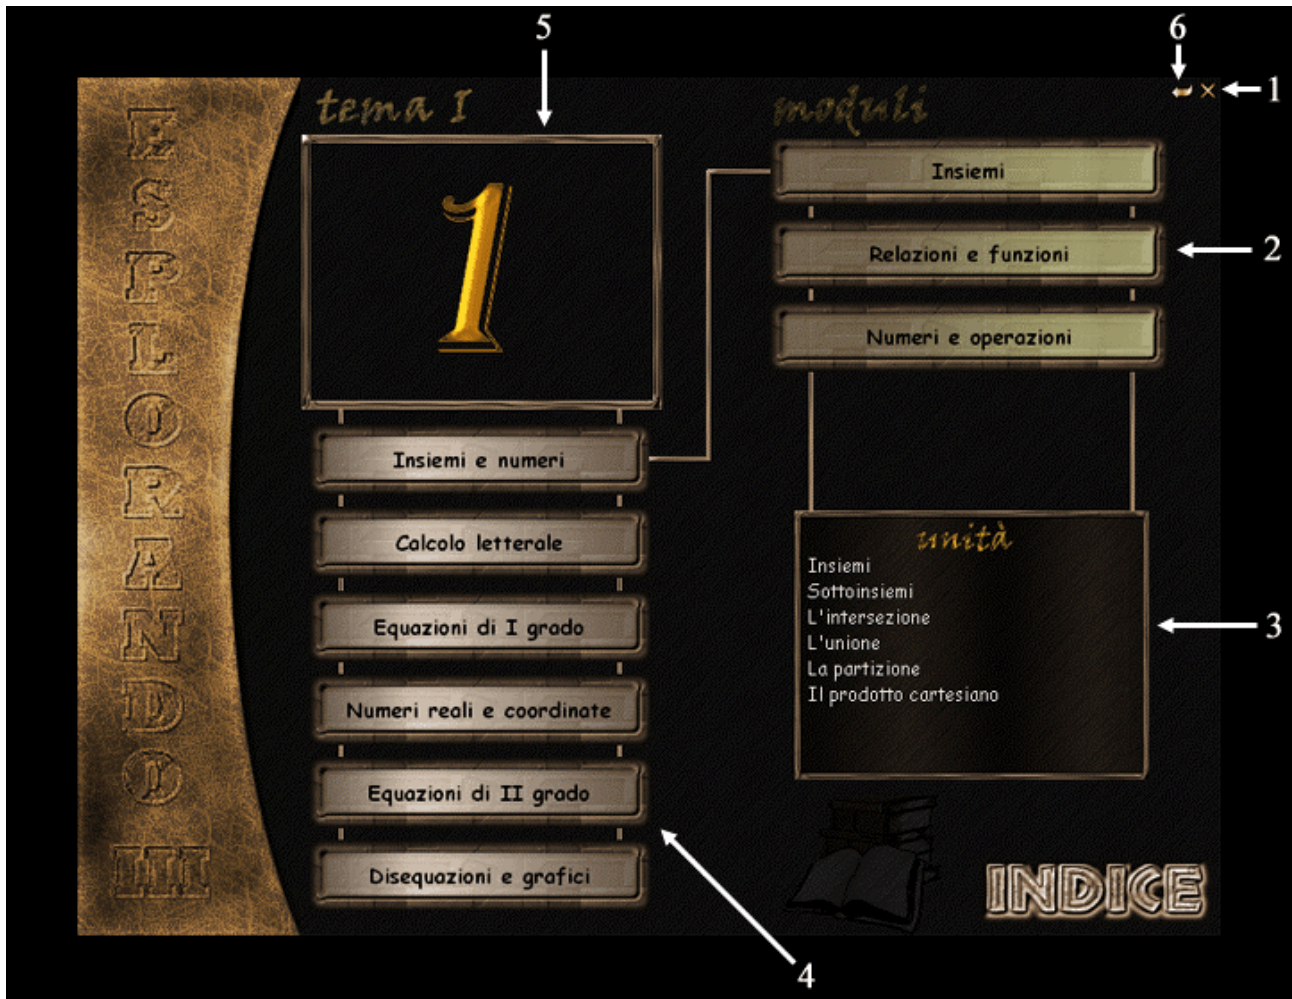 5
6
1
ESPLORANDO III
tema I
moduli
1
Insiemi
Relazioni e funzioni
2
Numeri e operazioni
Insiemi e numeri
Calcolo letterale
Equazioni di I grado
Numeri reali e coordinate
Equazioni di II grado
Disequazioni e grafici
4
unità
Insiemi
Sottoinsiemi
L'intersezione
L'unione
La partizione
Il prodotto cartesiano
3
INDICE